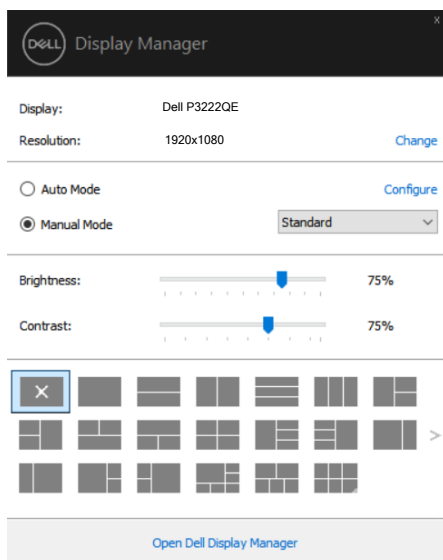 x
DELL Display Manager
Display: Dell P3222QE
Resolution: 1920x1080 Change
Auto Mode Configure
Manual Mode Standard
Brightness: 75%
Contrast: 75%
Open Dell Display Manager